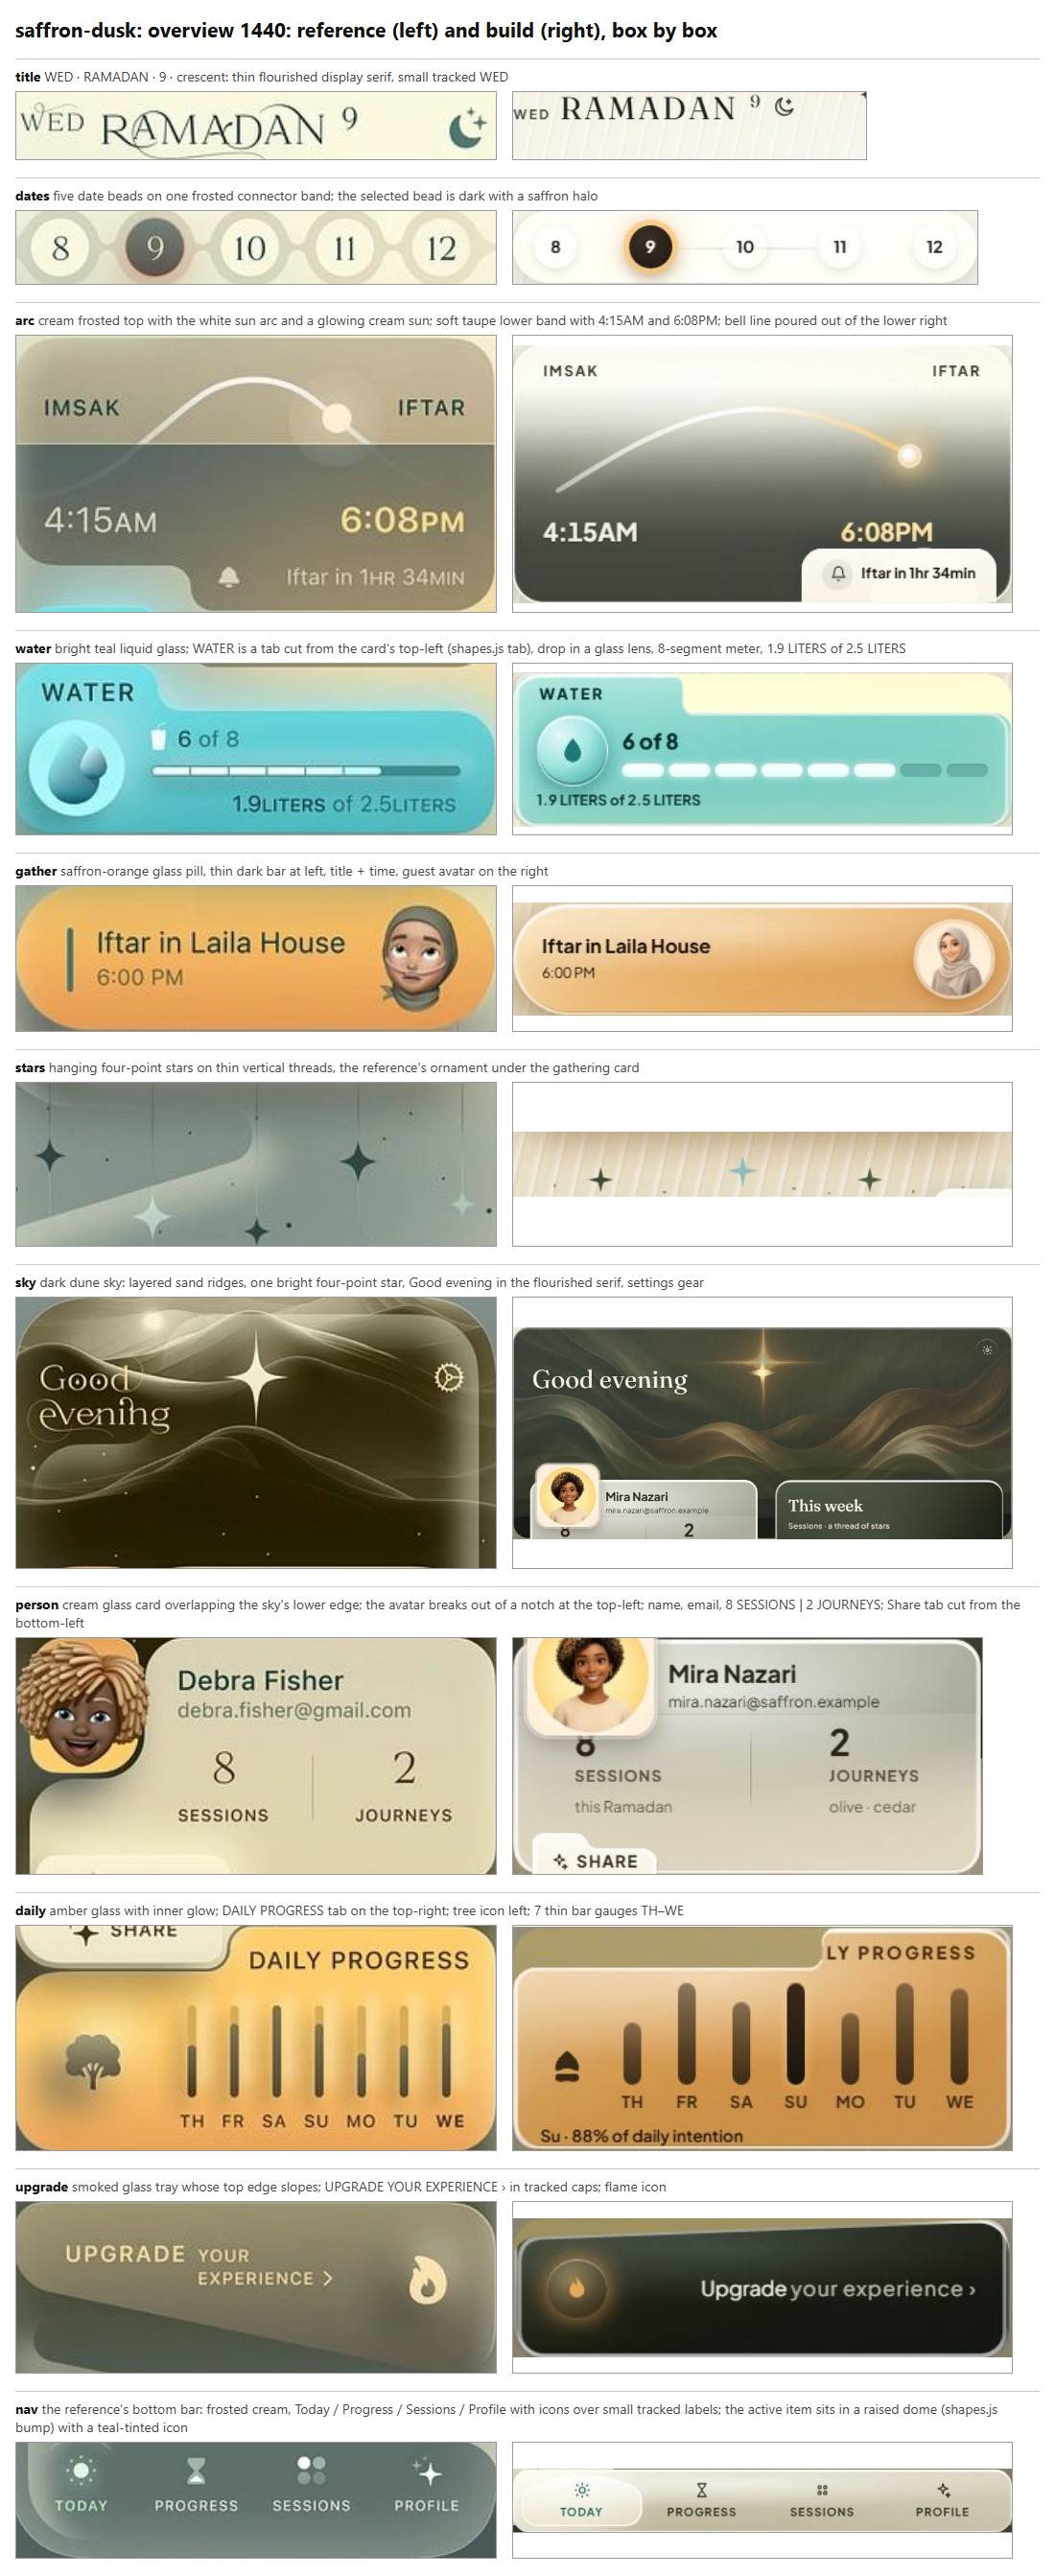 saffron-dusk: overview 1440: reference (left) and build (right), box by box
title WED · RAMADAN · 9 · crescent: thin flourished display serif, small tracked WED
WED RAMADAN 9
WED RAMADAN 9
dates five date beads on one frosted connector band; the selected bead is dark with a saffron halo
8 9 10 11 12
8 9 10 11 12
arc cream frosted top with the white sun arc and a glowing cream sun; soft taupe lower band with 4:15AM and 6:08PM; bell line poured out of the lower right
IMSAK IFTAR
4:15AM 6:08PM
Iftar in 1HR 34MIN
IMSAK IFTAR
4:15AM 6:08PM
Iftar in 1hr 34min
water bright teal liquid glass; WATER is a tab cut from the card's top-left (shapes.js tab), drop in a glass lens, 8-segment meter, 1.9 LITERS of 2.5 LITERS
WATER
6 of 8
1.9LITERS of 2.5LITERS
WATER
6 of 8
1.9 LITERS of 2.5 LITERS
gather saffron-orange glass pill, thin dark bar at left, title + time, guest avatar on the right
Iftar in Laila House
6:00 PM
Iftar in Laila House
6:00 PM
stars hanging four-point stars on thin vertical threads, the reference's ornament under the gathering card
sky dark dune sky: layered sand ridges, one bright four-point star, Good evening in the flourished serif, settings gear
Good
evening
Good evening
Mira Nazari
mira.nazari@saffron.example
8 2
This week
Sessions · a thread of stars
person cream glass card overlapping the sky's lower edge; the avatar breaks out of a notch at the top-left; name, email, 8 SESSIONS | 2 JOURNEYS; Share tab cut from the
bottom-left
Debra Fisher
debra.fisher@gmail.com
8 2
SESSIONS JOURNEYS
Mira Nazari
mira.nazari@saffron.example
8 2
SESSIONS JOURNEYS
this Ramadan olive · cedar
SHARE
daily amber glass with inner glow; DAILY PROGRESS tab on the top-right; tree icon left; 7 thin bar gauges TH–WE
SHARE
DAILY PROGRESS
TH FR SA SU MO TU WE
LY PROGRESS
TH FR SA SU MO TU WE
Su · 88% of daily intention
upgrade smoked glass tray whose top edge slopes; UPGRADE YOUR EXPERIENCE › in tracked caps; flame icon
UPGRADE YOUR
EXPERIENCE >
Upgrade your experience ›
nav the reference's bottom bar: frosted cream, Today / Progress / Sessions / Profile with icons over small tracked labels; the active item sits in a raised dome (shapes.js
bump) with a teal-tinted icon
TODAY PROGRESS SESSIONS PROFILE
TODAY PROGRESS SESSIONS PROFILE